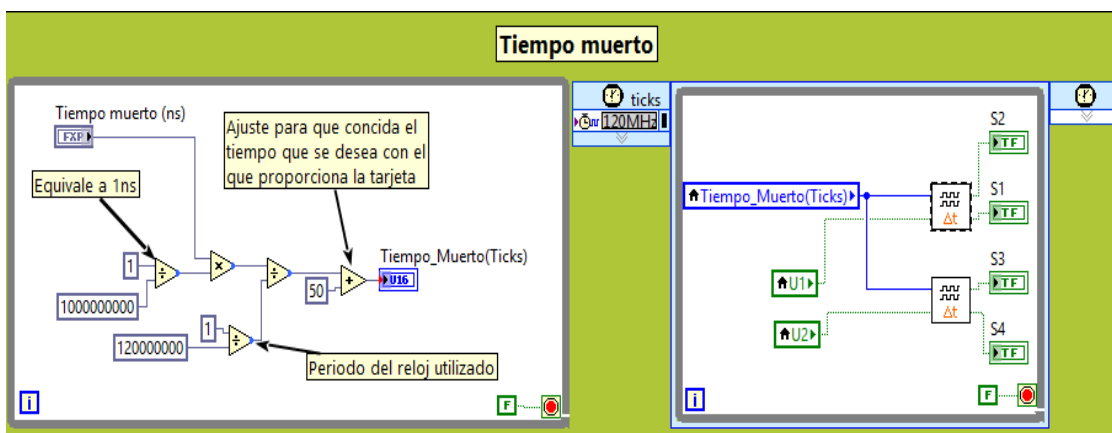 Tiempo muerto
Tiempo muerto (ns)
FXP
Equivale a 1ns
Ajuste para que concida el
tiempo que se desea con el
que proporciona la tarjeta
1
1000000000
1
120000000
50
Tiempo_Muerto(Ticks)
U16
Periodo del reloj utilizado
i
F
ticks
120MHz
Tiempo_Muerto(Ticks)
U1
U2
Δt
Δt
S2
TF
S1
TF
S3
TF
S4
TF
i
F